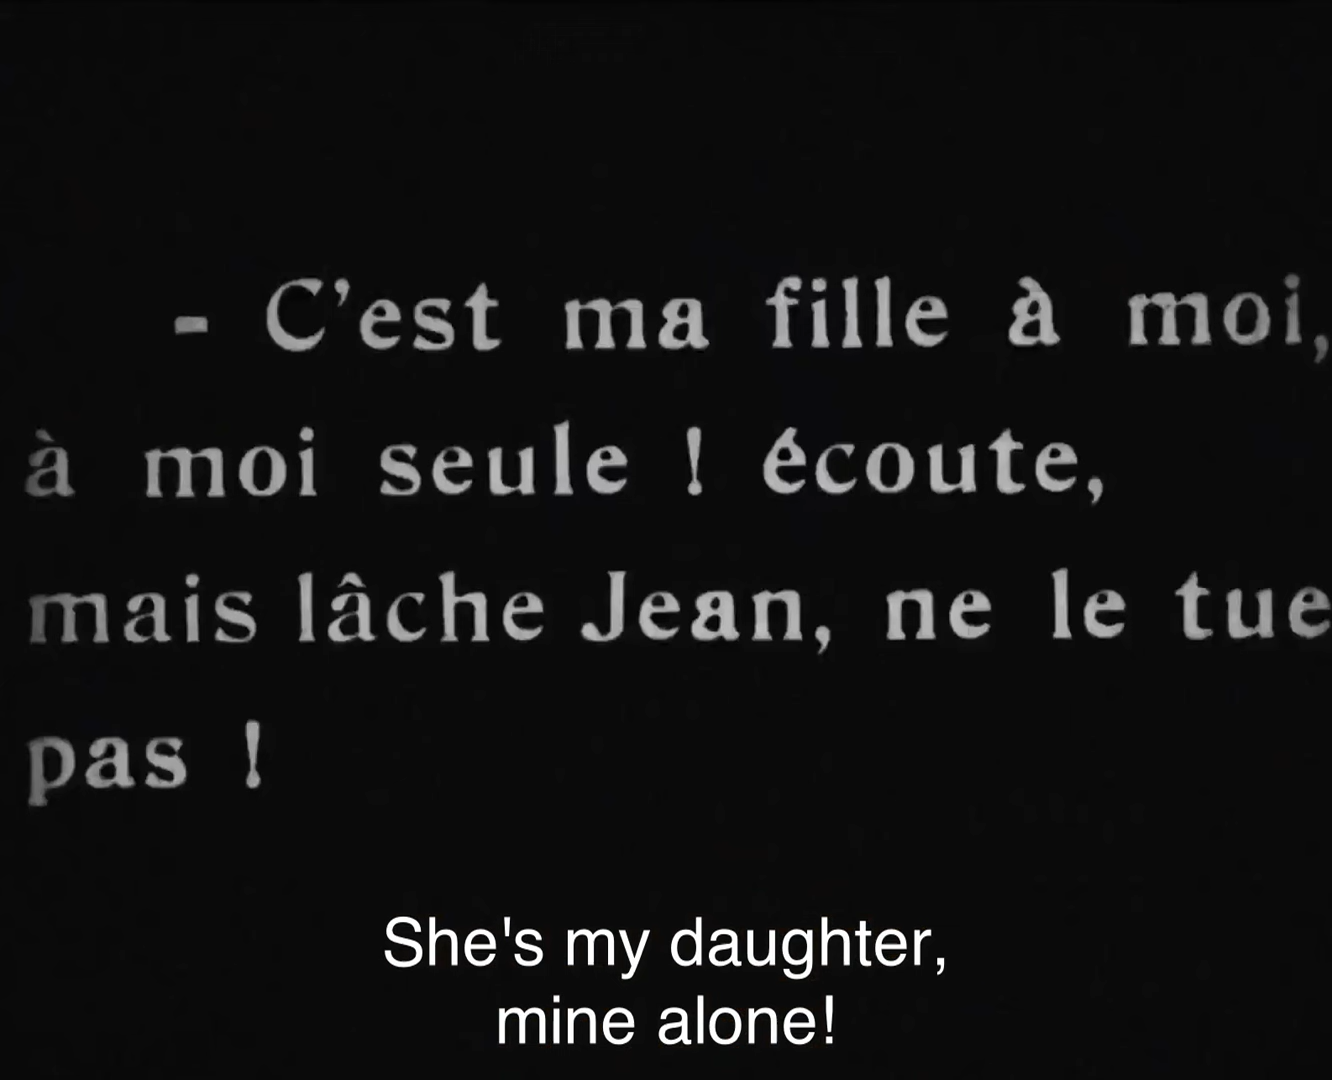 - C'est ma fille à moi,
à moi seule ! écoute,
mais lâche Jean, ne le tue
pas !
She's my daughter,
mine alone!